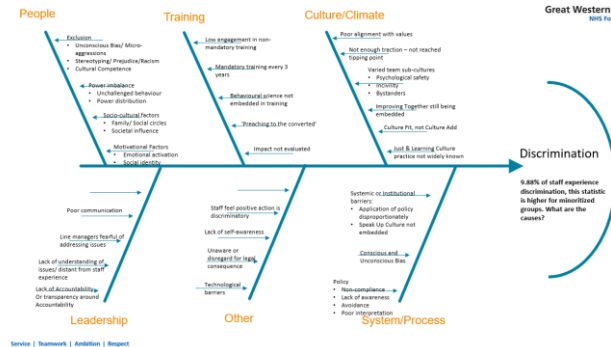 Great Western
NHS Fo
People
Training
Culture/Climate
Exclusion
• Unconscious Bias/ Micro-
aggressions
• Stereotyping/ Prejudice/Racism
• Cultural Competence
Power imbalance
• Unchallenged Behaviour
• Power distribution
Socio-cultural factors
• Family/ Social circles
• Societal influence
Motivational Factors
• Emotional activation
• Social identity
Low engagement in non-
mandatory training
Mandatory training every 3
years
Behavioural science not
embedded in training
'Preaching to the converted'
Impact not evaluated
Poor alignment with values
Not enough traction – not reached
tipping point
Varied team sub-cultures
• Psychological safety
• Incivility
• Bystanders
Improving Together still being
embedded
Culture Fit, not Culture Add
Just & Learning Culture
practice not widely known
Discrimination
9.88% of staff experience
discrimination, this statistic
is higher for minoritized
groups. What are the
causes?
Poor communication
Line managers fearful of
addressing issues
Lack of understanding of
issues/ distant from staff
experience
Lack of Accountability
Or transparency around
Accountability
Staff feel positive action is
discriminatory
Lack of self-awareness
Unaware or
disregard for legal
consequence
Technological
barriers
Systemic or Institutional
barriers:
• Application of policy
disproportionately
• Speak Up Culture not
embedded
Conscious and
Unconscious Bias
Policy
• Non-compliance
• Lack of awareness
• Avoidance
• Poor interpretation
Leadership
Other
System/Process
Service | Teamwork | Ambition | Respect